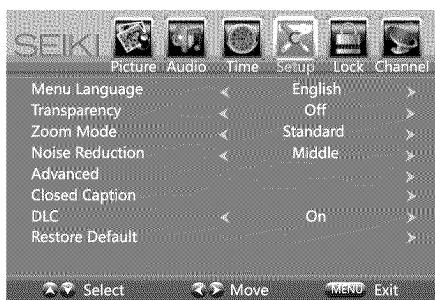 SEIKI
Picture Audio Time Setup Lock Channel
Menu Language English
Transparency Off
Zoom Mode Standard
Noise Reduction Middle
Advanced
Closed Caption
DLC On
Restore Default
Select Move MENU Exit